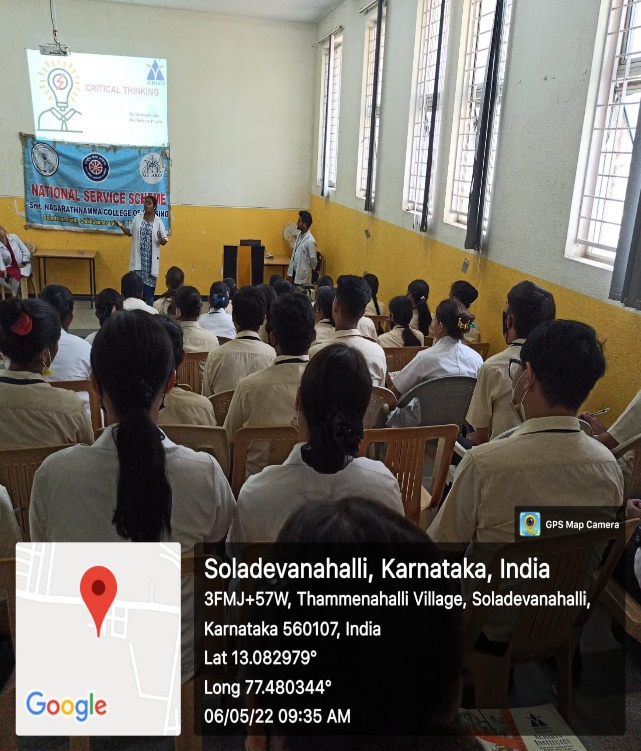 CRITICAL THINKING
NATIONAL SERVICE SCHEME
Smt. NAGARATHNAMMA COLLEGE OF NURSING
GPS Map Camera
Soladevanahalli, Karnataka, India
3FMJ+57W, Thammenahalli Village, Soladevanahalli,
Karnataka 560107, India
Lat 13.082979°
Long 77.480344°
06/05/22 09:35 AM
Google